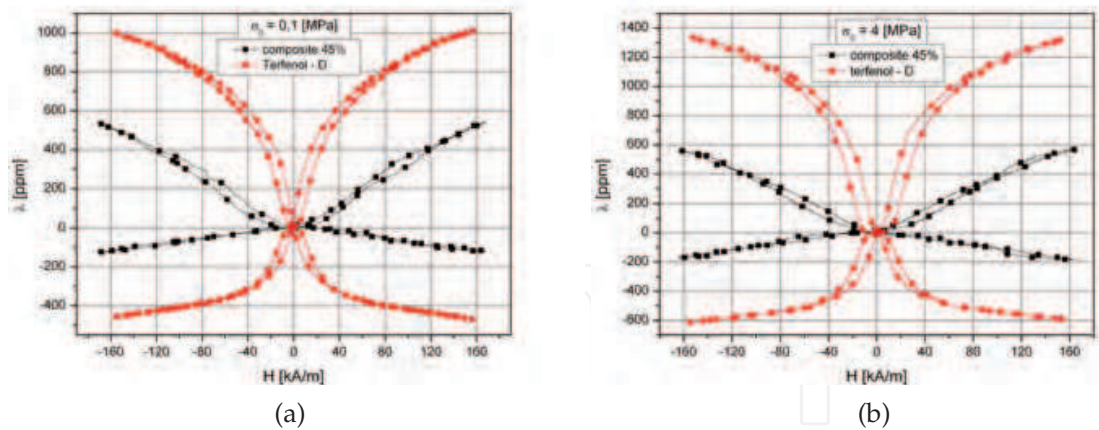 σ₀ = 0,1 [MPa]
composite 45%
Terfenol - D
1000
800
600
400
200
0
-200
-400
λ [ppm]
-160 -120 -80 -40 0 40 80 120 160
H [kA/m]
(a)
σ₀ = 4 [MPa]
composite 45%
terfenol - D
1400
1200
1000
800
600
400
200
0
-200
-400
-600
λ [ppm]
-160 -120 -80 -40 0 40 80 120 160
H [kA/m]
(b)